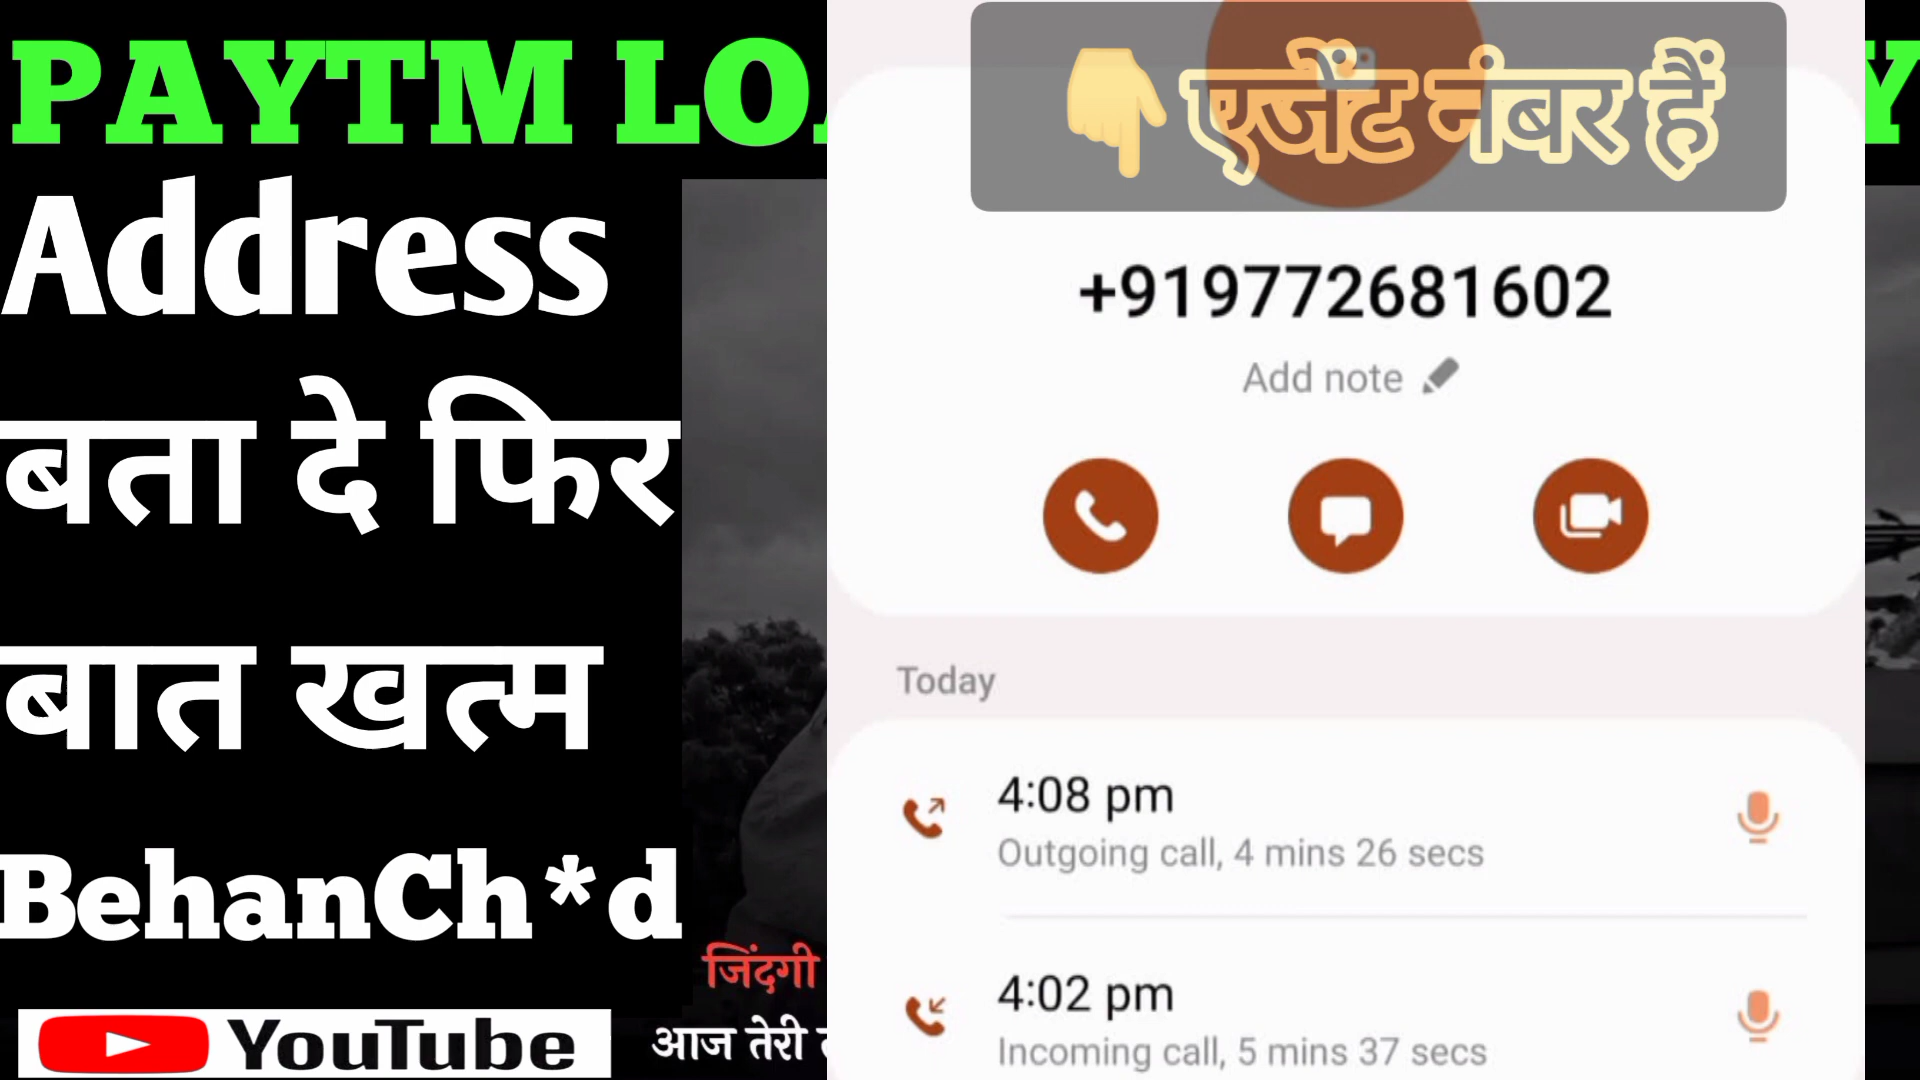 PAYTM LO
Address
बता दे फिर
बात खत्म
BehanCh*d
जिंदगी
YouTube
आज तेरी
👇एजेंट नंबर हैं
+919772681602
Add note
Today
4:08 pm
Outgoing call, 4 mins 26 secs
4:02 pm
Incoming call, 5 mins 37 secs
Y